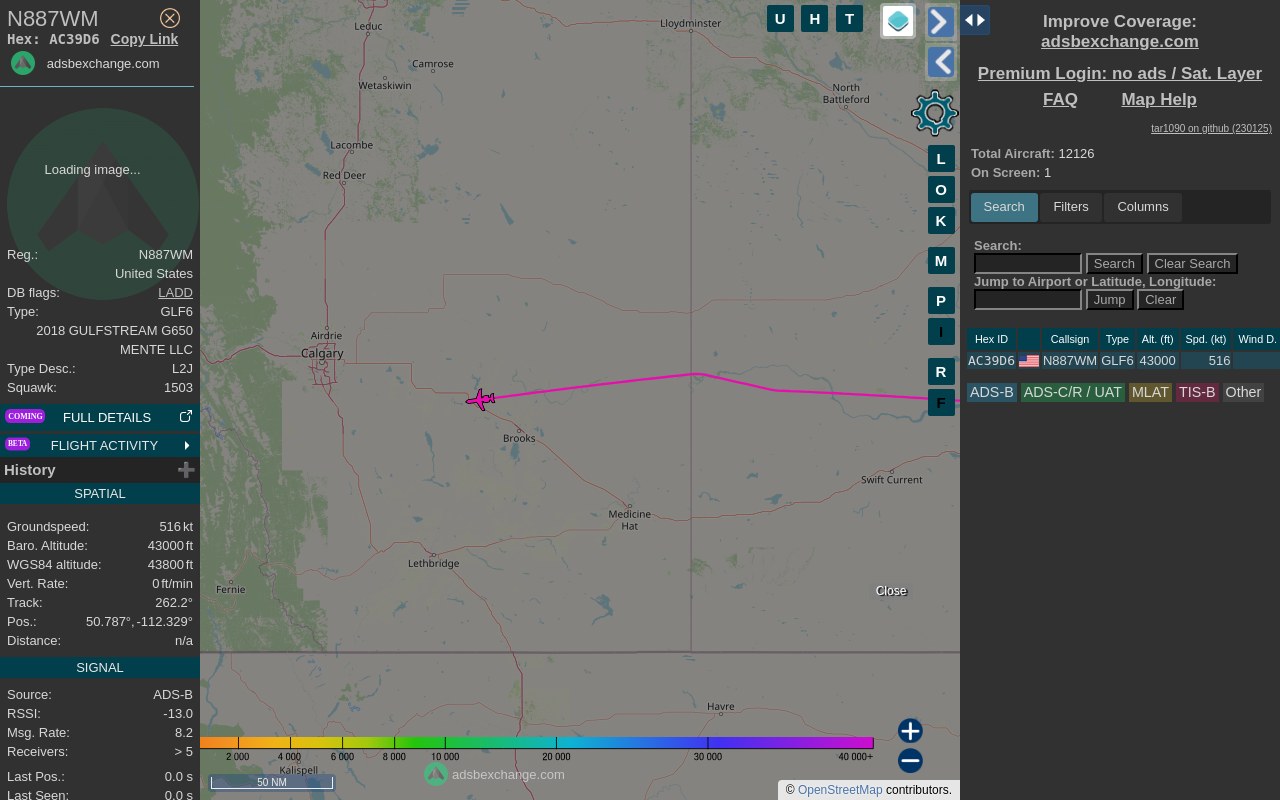 N887WM
Hex: AC39D6 Copy Link
adsbexchange.com
Loading image...
Reg.: N887WM
United States
DB flags: LADD
Type: GLF6
2018 GULFSTREAM G650
MENTE LLC
Type Desc.: L2J
Squawk: 1503
COMING FULL DETAILS
BETA FLIGHT ACTIVITY
History
SPATIAL
Groundspeed: 516 kt
Baro. Altitude: 43000 ft
WGS84 altitude: 43800 ft
Vert. Rate: 0 ft/min
Track: 262.2°
Pos.: 50.787°, -112.329°
Distance: n/a
SIGNAL
Source: ADS-B
RSSI: -13.0
Msg. Rate: 8.2
Receivers: > 5
Last Pos.: 0.0 s
Last Seen: 0.0 s
Leduc
Lloydminster
Camrose
Wetaskiwin
North
Battleford
Lacombe
Red Deer
Airdrie
Calgary
Brooks
Swift Current
Medicine
Hat
Lethbridge
Fernie
Havre
Kalispell
U H T
L
O
K
M
P
I
R
F
Close
2 000 4 000 6 000 8 000 10 000 20 000 30 000 40 000+
50 NM
adsbexchange.com
© OpenStreetMap contributors.
Improve Coverage:
adsbexchange.com
Premium Login: no ads / Sat. Layer
FAQ Map Help
tar1090 on github (230125)
Total Aircraft: 12126
On Screen: 1
Search Filters Columns
Search:
Search Clear Search
Jump to Airport or Latitude, Longitude:
Jump Clear
Hex ID Callsign Type Alt. (ft) Spd. (kt) Wind D.
AC39D6 N887WM GLF6 43000 516
ADS-B ADS-C/R / UAT MLAT TIS-B Other